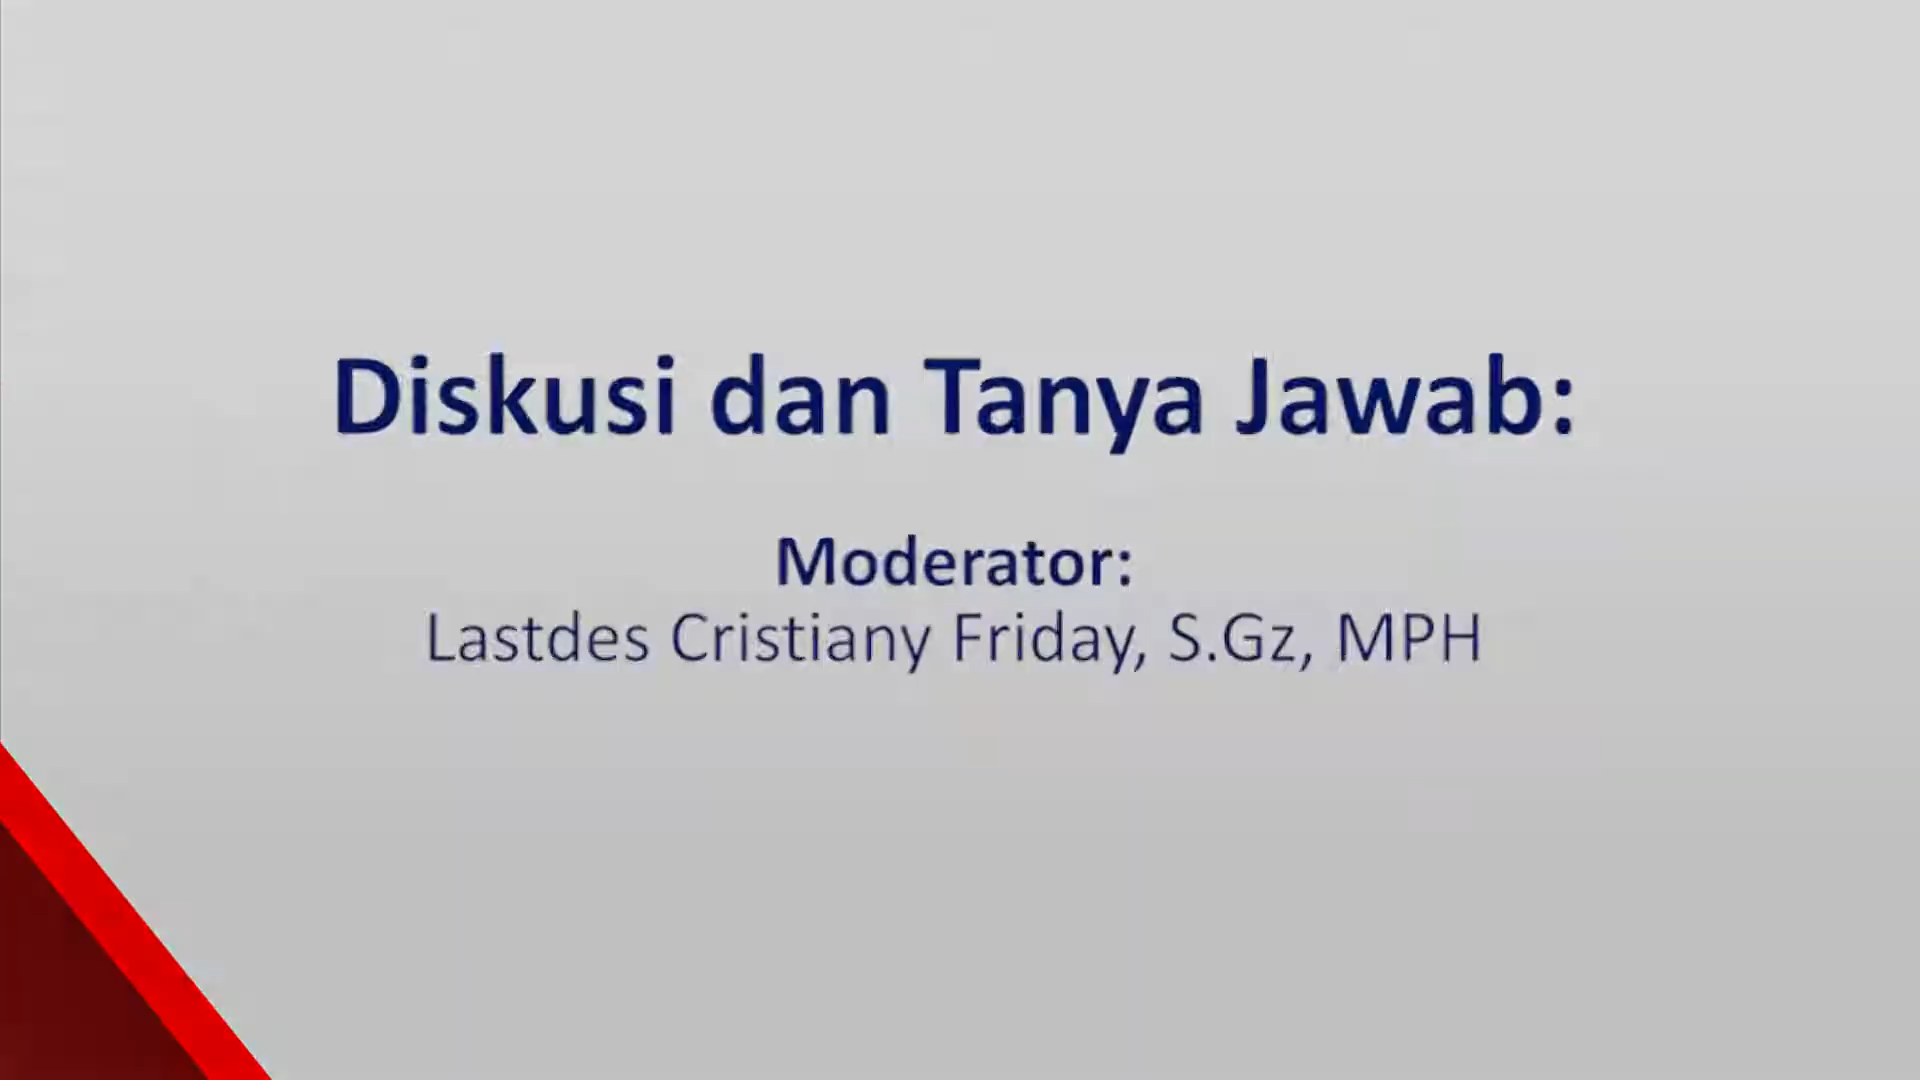 Diskusi dan Tanya Jawab:
Moderator:
Lastdes Cristiany Friday, S.Gz, MPH